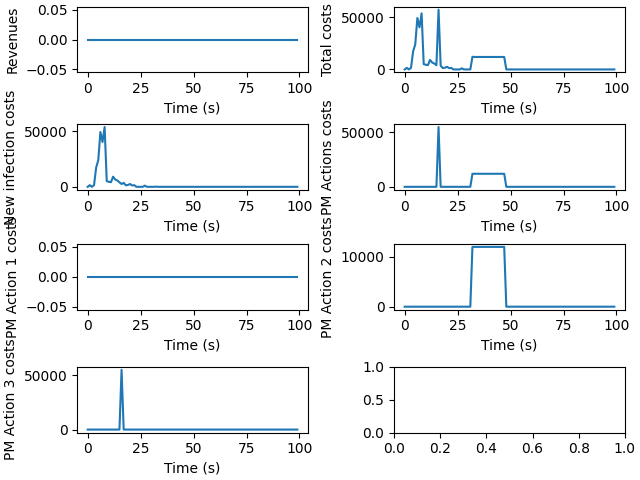 Revenues
0.05
0.00
−0.05
0 25 50 75 100
Time (s)
Total costs
50000
0
0 25 50 75 100
Time (s)
New infection costs
50000
0
0 25 50 75 100
Time (s)
PM Actions costs
50000
0
0 25 50 75 100
Time (s)
PM Action 1 costs
0.05
0.00
−0.05
0 25 50 75 100
Time (s)
PM Action 2 costs
10000
0
0 25 50 75 100
Time (s)
PM Action 3 costs
50000
0
0 25 50 75 100
Time (s)
1.0
0.5
0.0
0.0 0.2 0.4 0.6 0.8 1.0